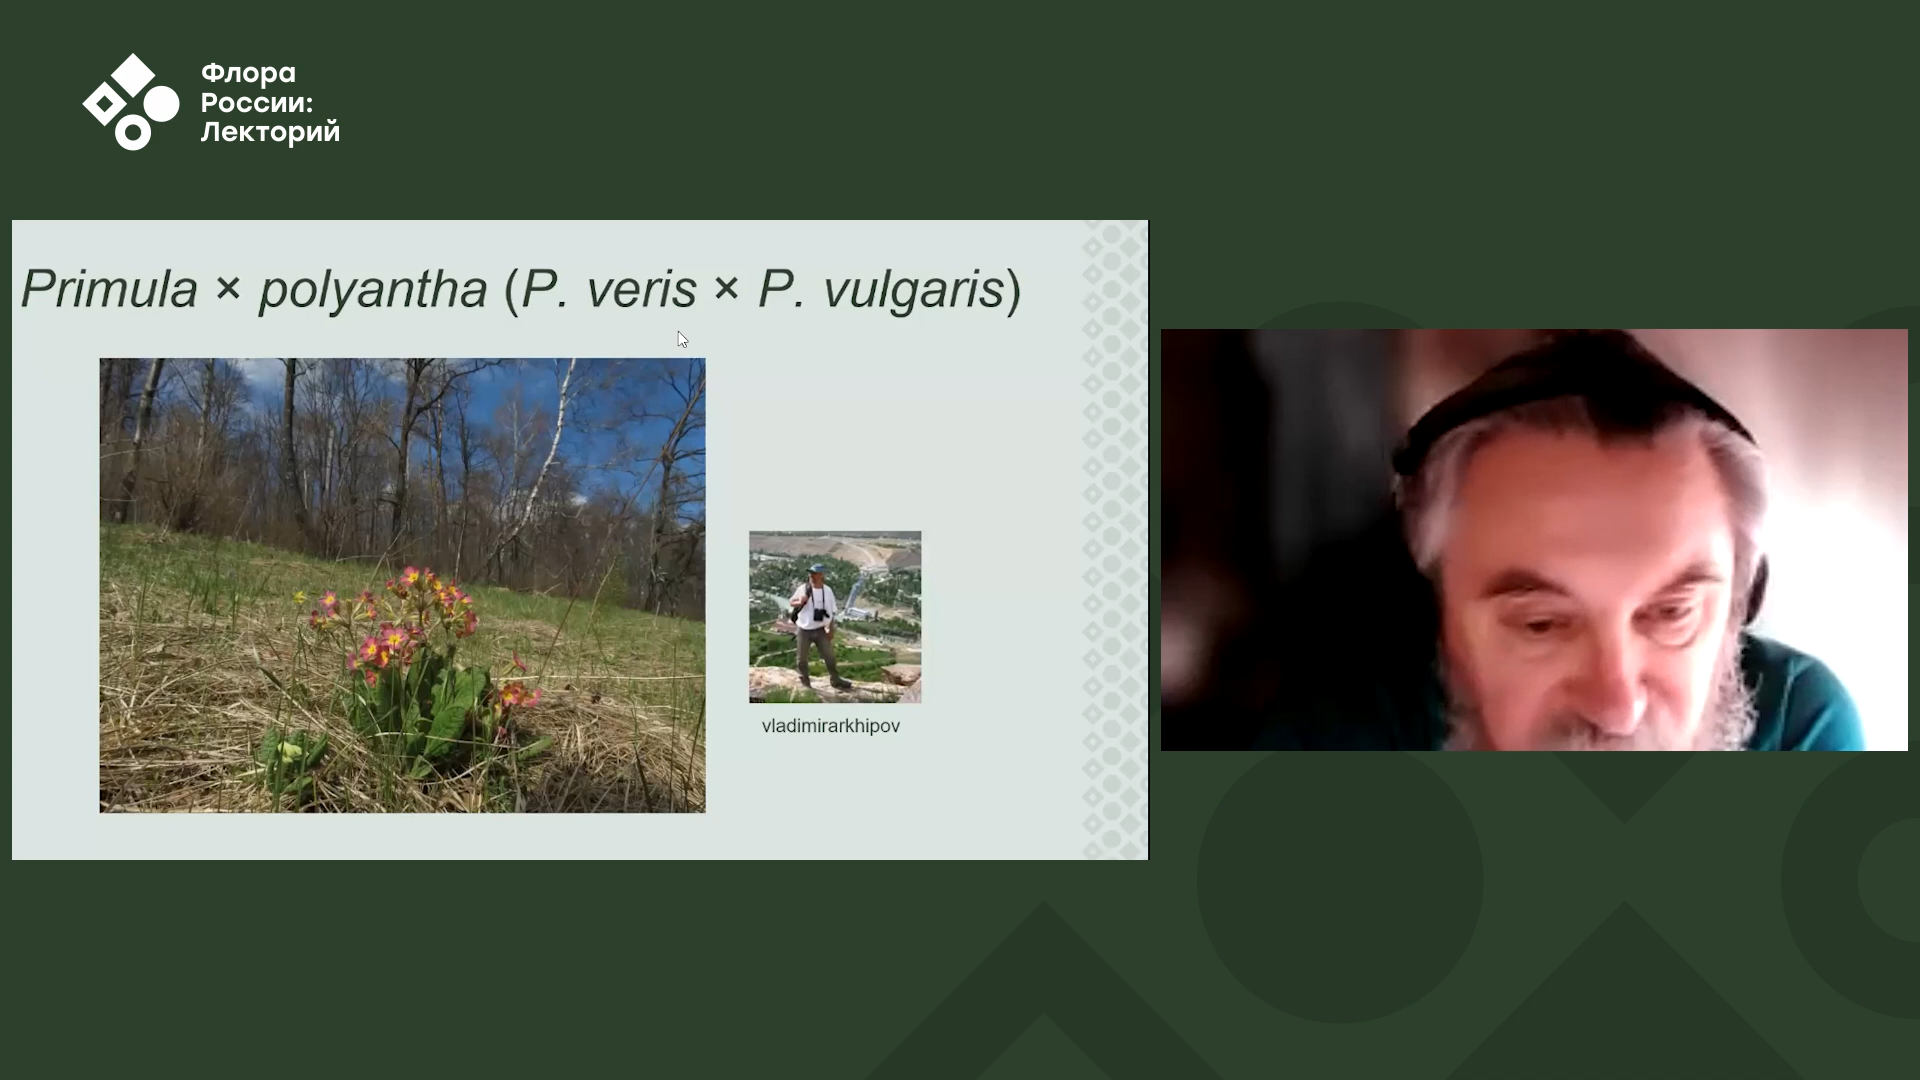 Флора
России:
Лекторий
Primula × polyantha (P. veris × P. vulgaris)
vladimirarkhipov